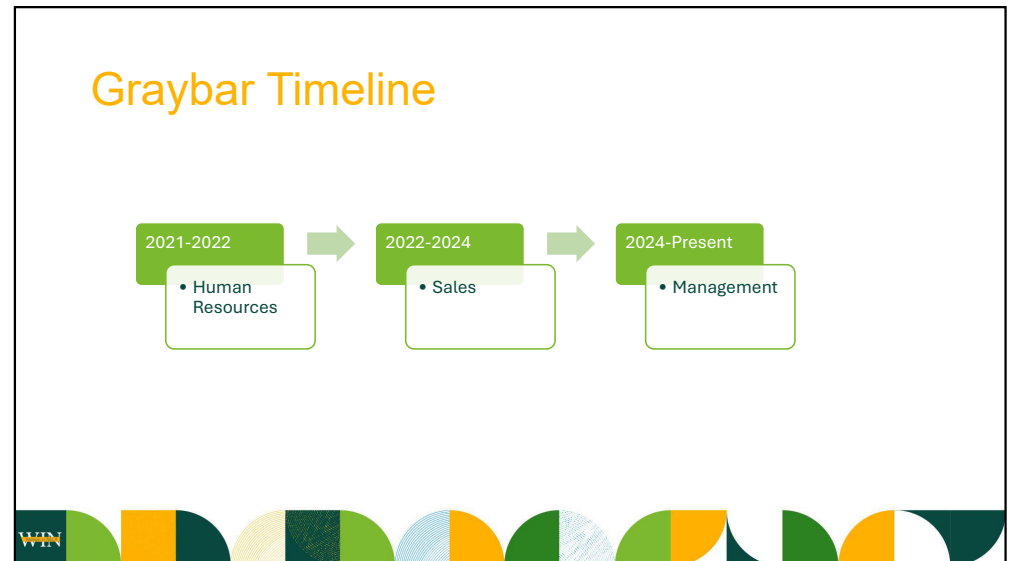 Graybar Timeline
2021-2022
• Human
Resources
2022-2024
• Sales
2024-Present
• Management
WIN